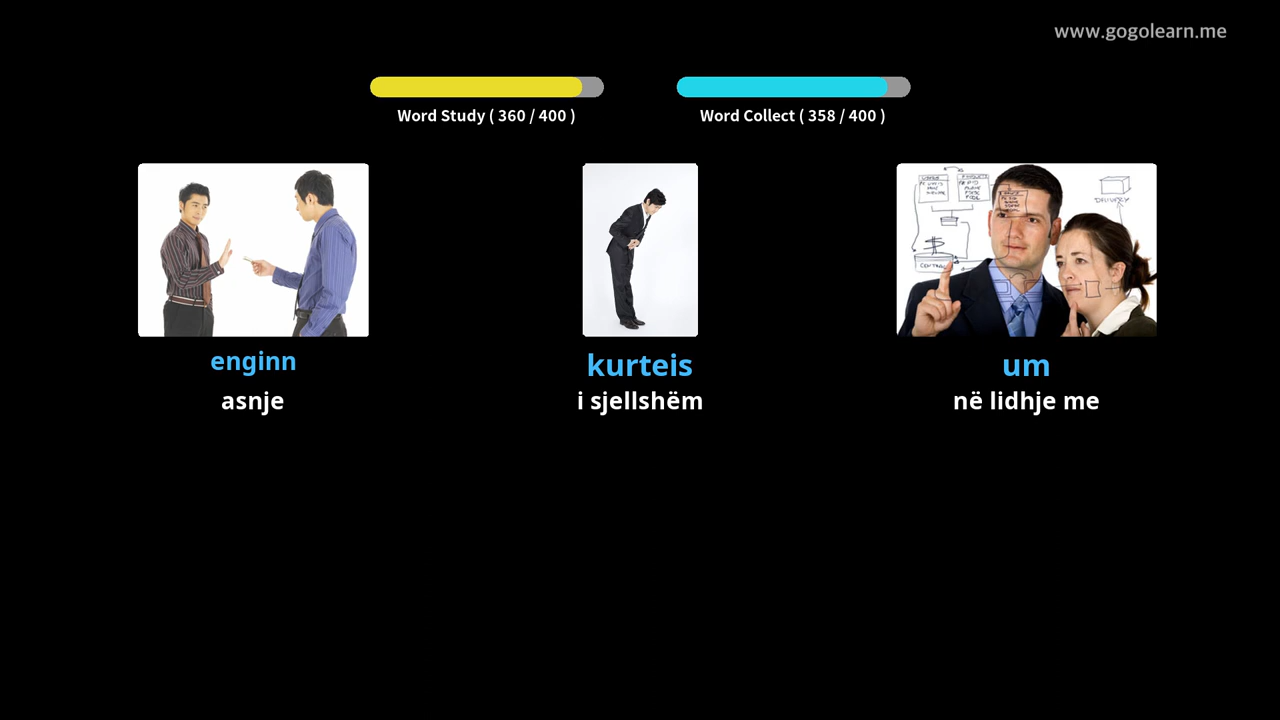 www.gogolearn.me
Word Study ( 360 / 400 )
Word Collect ( 358 / 400 )
DELIVERY
$
enginn
kurteis
um
asnje
i sjellshëm
në lidhje me